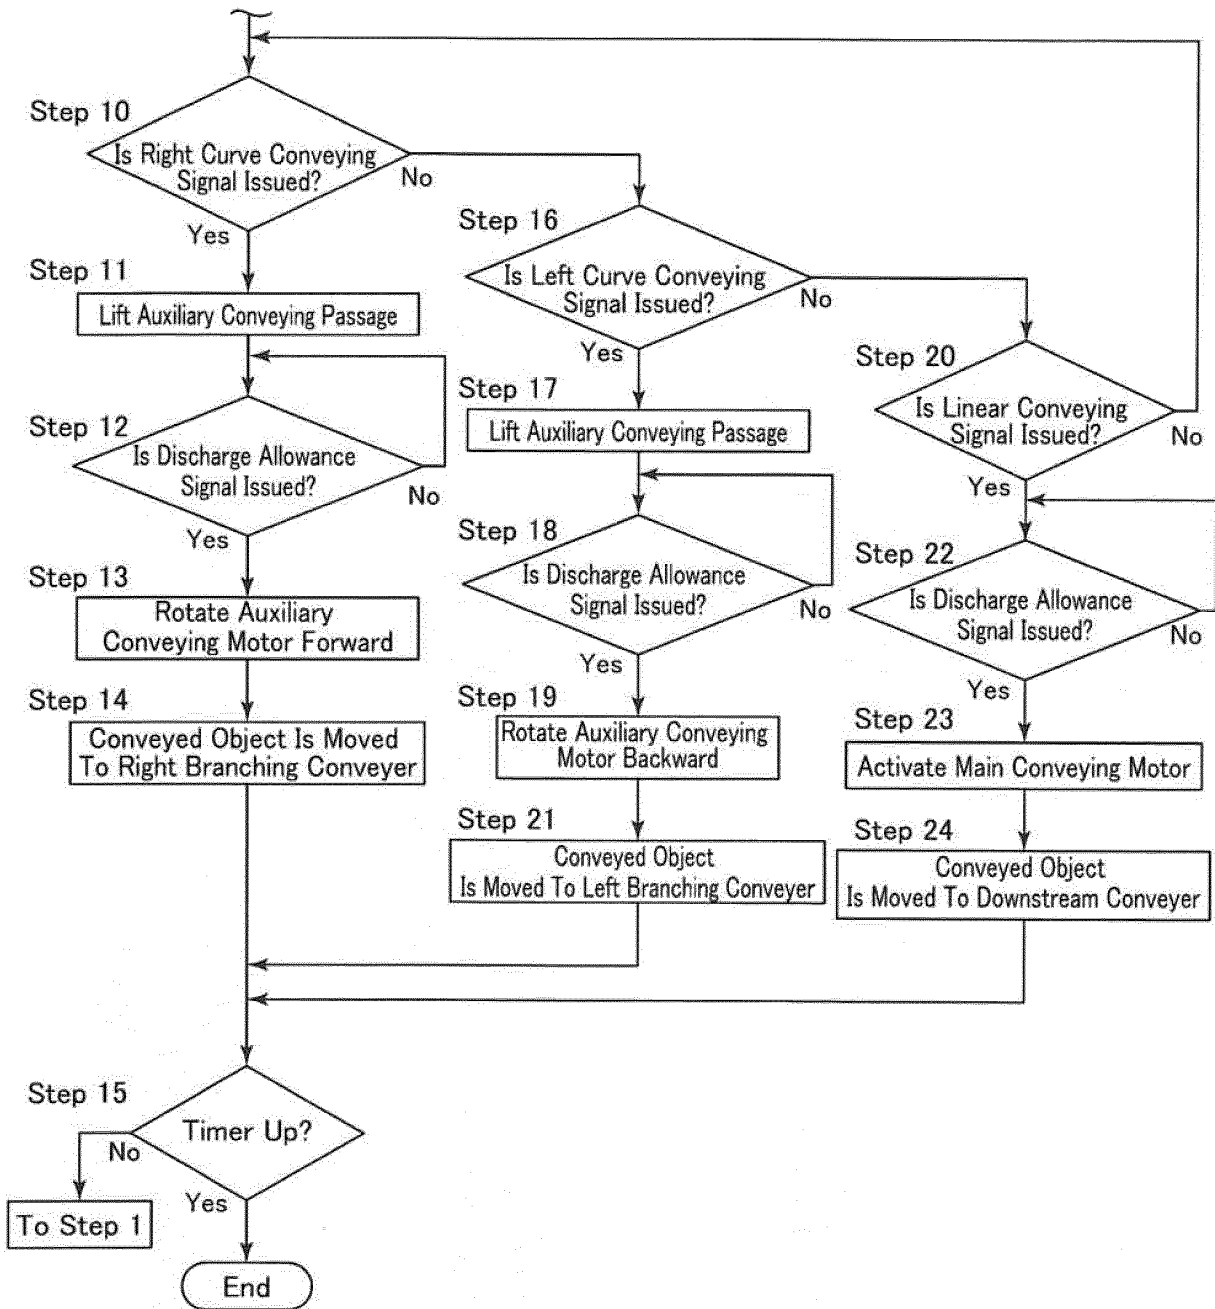 Step 10
Is Right Curve Conveying
Signal Issued?
No
Yes
Step 11
Lift Auxiliary Conveying Passage
Step 12
Is Discharge Allowance
Signal Issued?
No
Yes
Step 13
Rotate Auxiliary
Conveying Motor Forward
Step 14
Conveyed Object Is Moved
To Right Branching Conveyer
Step 16
Is Left Curve Conveying
Signal Issued?
No
Yes
Step 17
Lift Auxiliary Conveying Passage
Step 18
Is Discharge Allowance
Signal Issued?
No
Yes
Step 19
Rotate Auxiliary Conveying
Motor Backward
Step 21
Conveyed Object
Is Moved To Left Branching Conveyer
Step 20
Is Linear Conveying
Signal Issued?
No
Yes
Step 22
Is Discharge Allowance
Signal Issued?
No
Yes
Step 23
Activate Main Conveying Motor
Step 24
Conveyed Object
Is Moved To Downstream Conveyer
Step 15
Timer Up?
No
Yes
To Step 1
End